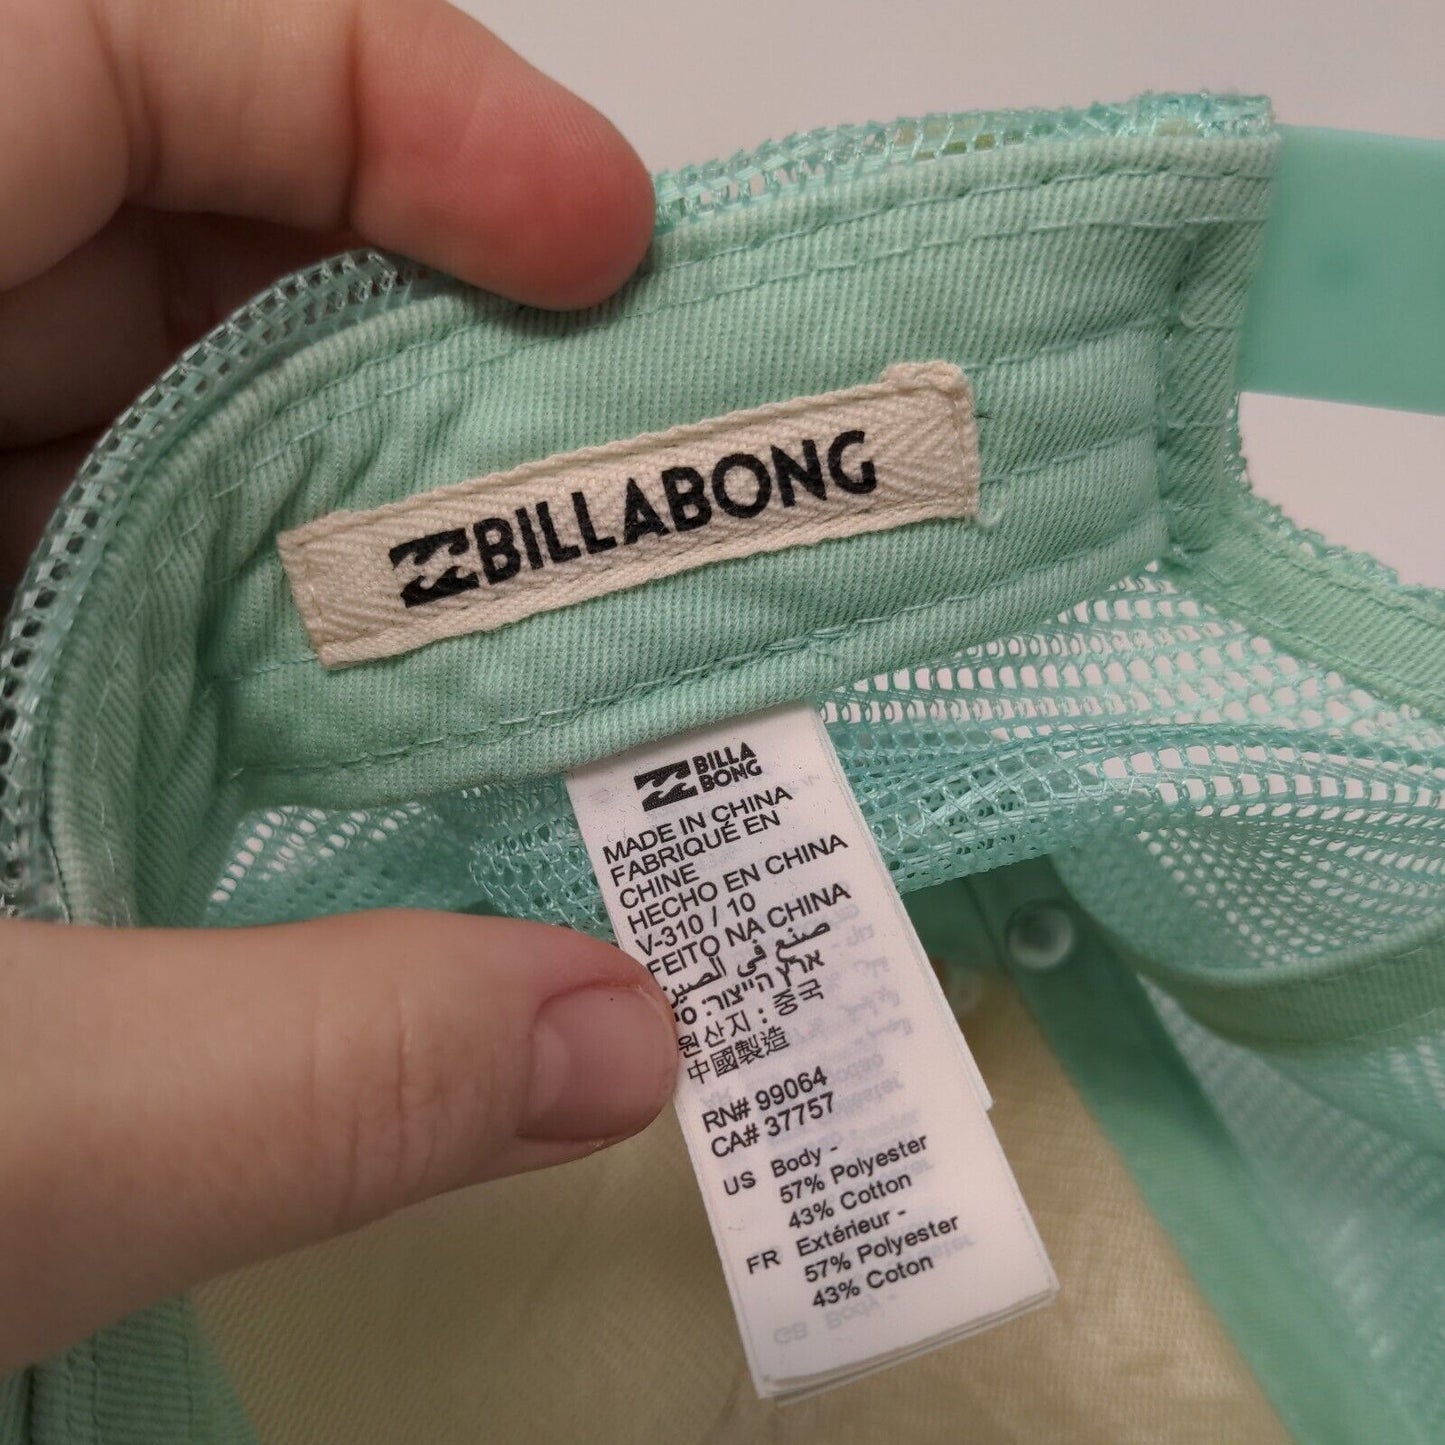 BILLABONG
BILLA
BONG
MADE IN CHINA
FABRIQUÉ EN
CHINE
HECHO EN CHINA
V-310 / 10
FEITO NA CHINA
صنع في الصين
ארץ הייצור: ס
원산지 : 중국
中國製造
RN# 99064
CA# 37757
US Body -
57% Polyester
43% Cotton
FR Extérieur -
57% Polyester
43% Coton